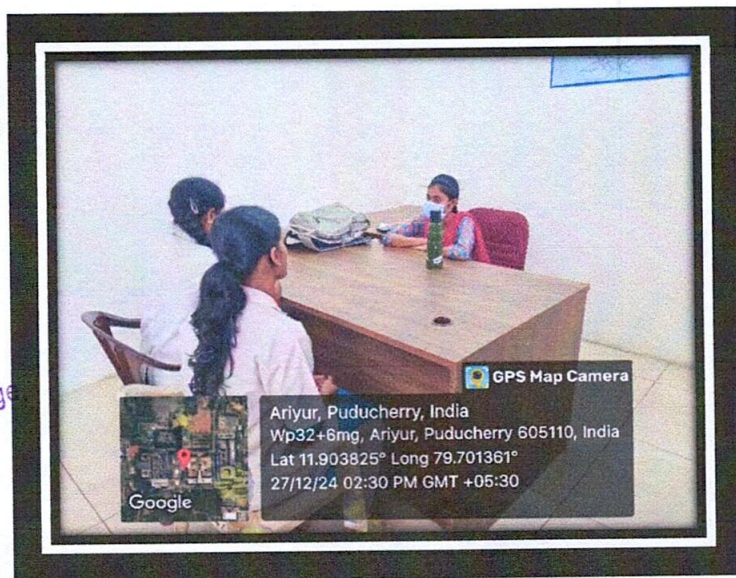 GPS Map Camera
Ariyur, Puducherry, India
Wp32+6mg, Ariyur, Puducherry 605110, India
Lat 11.903825° Long 79.701361°
27/12/24 02:30 PM GMT +05:30
Google